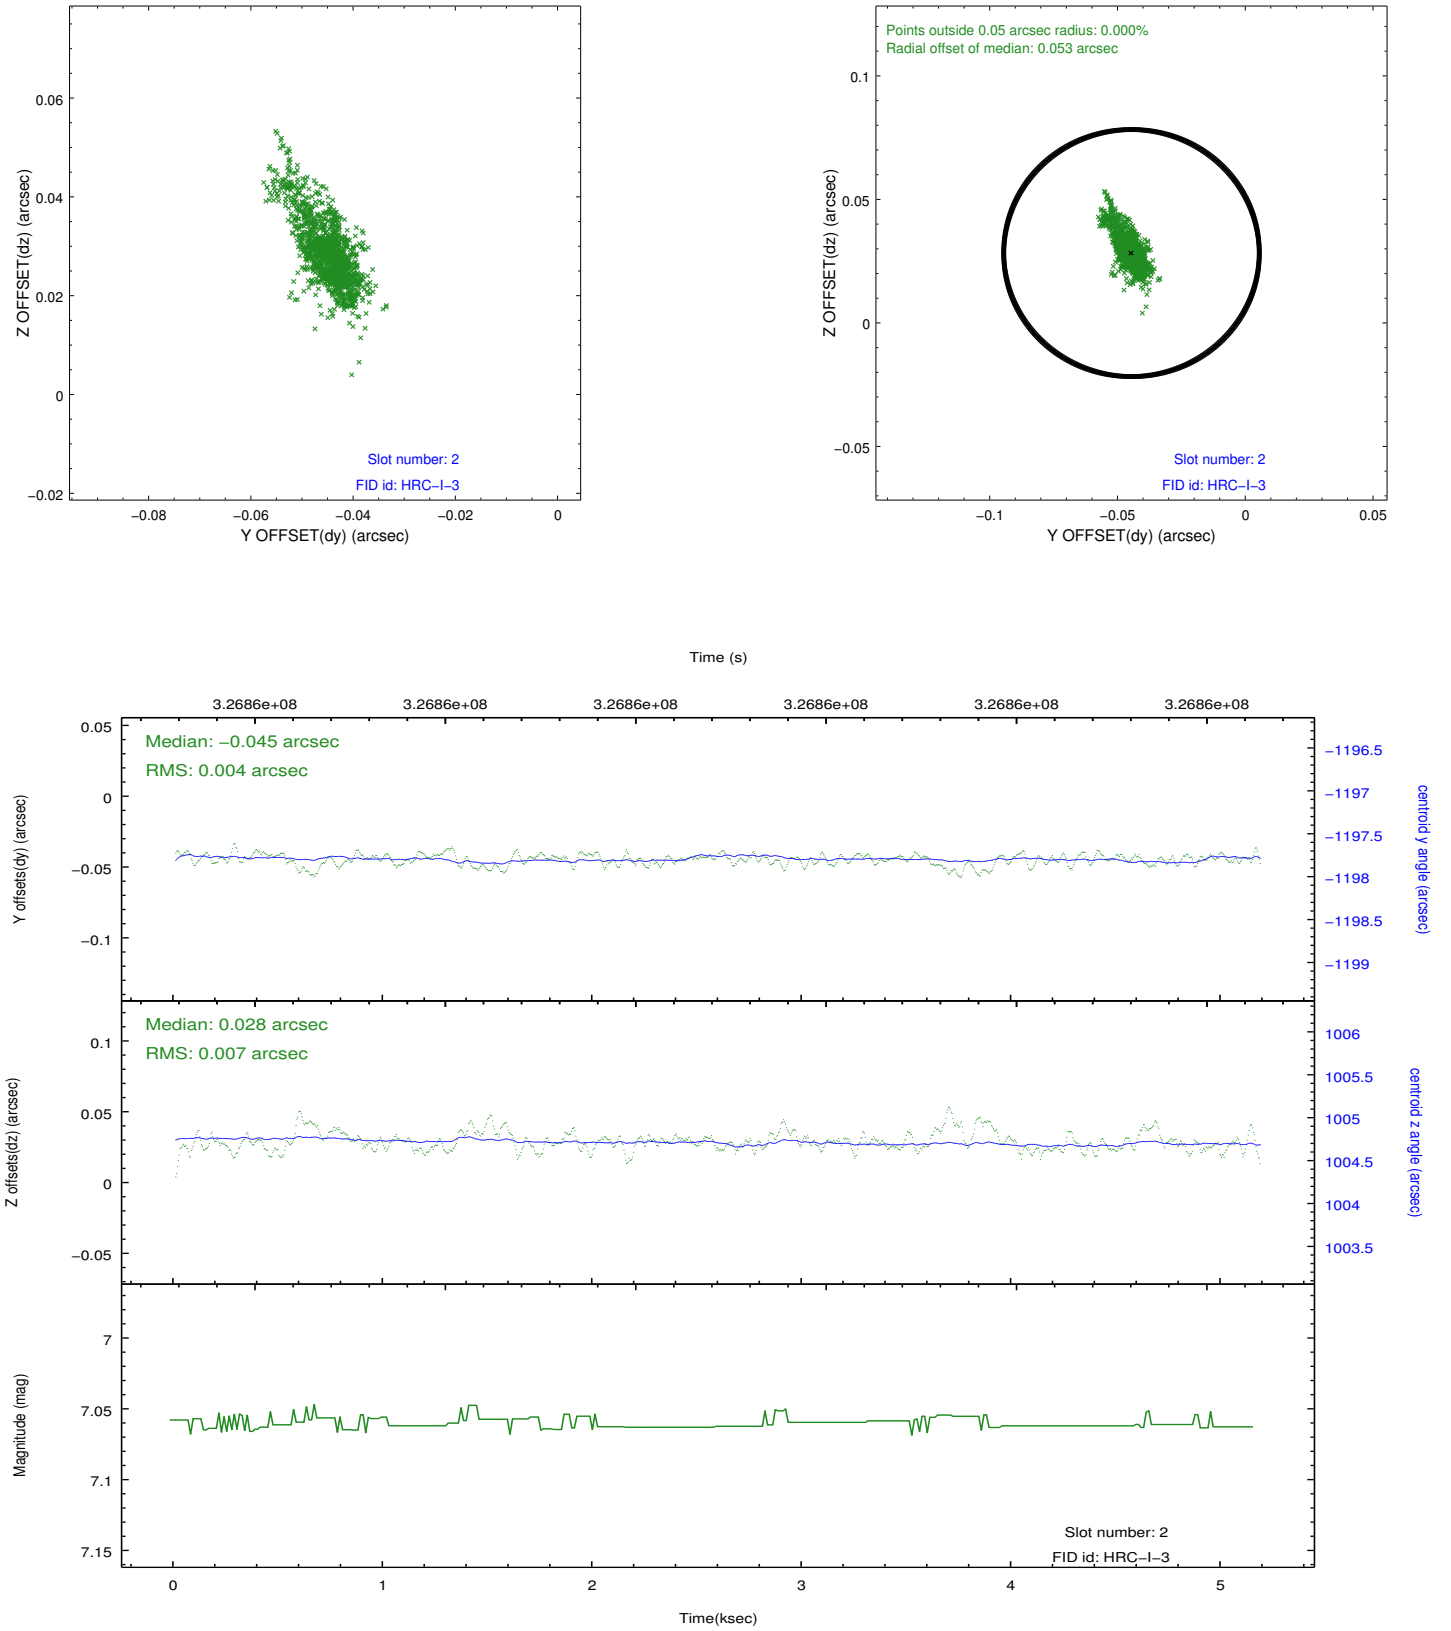 0.06
0.04
0.02
0
−0.02
Z OFFSET(dz) (arcsec)
Slot number: 2
FID id: HRC−I−3
−0.08 −0.06 −0.04 −0.02 0
Y OFFSET(dy) (arcsec)
Points outside 0.05 arcsec radius: 0.000%
Radial offset of median: 0.053 arcsec
0.1
0.05
0
−0.05
Z OFFSET(dz) (arcsec)
Slot number: 2
FID id: HRC−I−3
−0.1 −0.05 0 0.05
Y OFFSET(dy) (arcsec)
Time (s)
3.2686e+08 3.2686e+08 3.2686e+08 3.2686e+08 3.2686e+08 3.2686e+08
Median: −0.045 arcsec
RMS: 0.004 arcsec
0.05
0
−0.05
−0.1
Y offsets(dy) (arcsec)
−1196.5
−1197
−1197.5
−1198
−1198.5
−1199
centroid y angle (arcsec)
Median: 0.028 arcsec
RMS: 0.007 arcsec
0.1
0.05
0
−0.05
Z offsets(dz) (arcsec)
1006
1005.5
1005
1004.5
1004
1003.5
centroid z angle (arcsec)
7
7.05
7.1
7.15
Magnitude (mag)
Slot number: 2
FID id: HRC−I−3
0 1 2 3 4 5
Time(ksec)